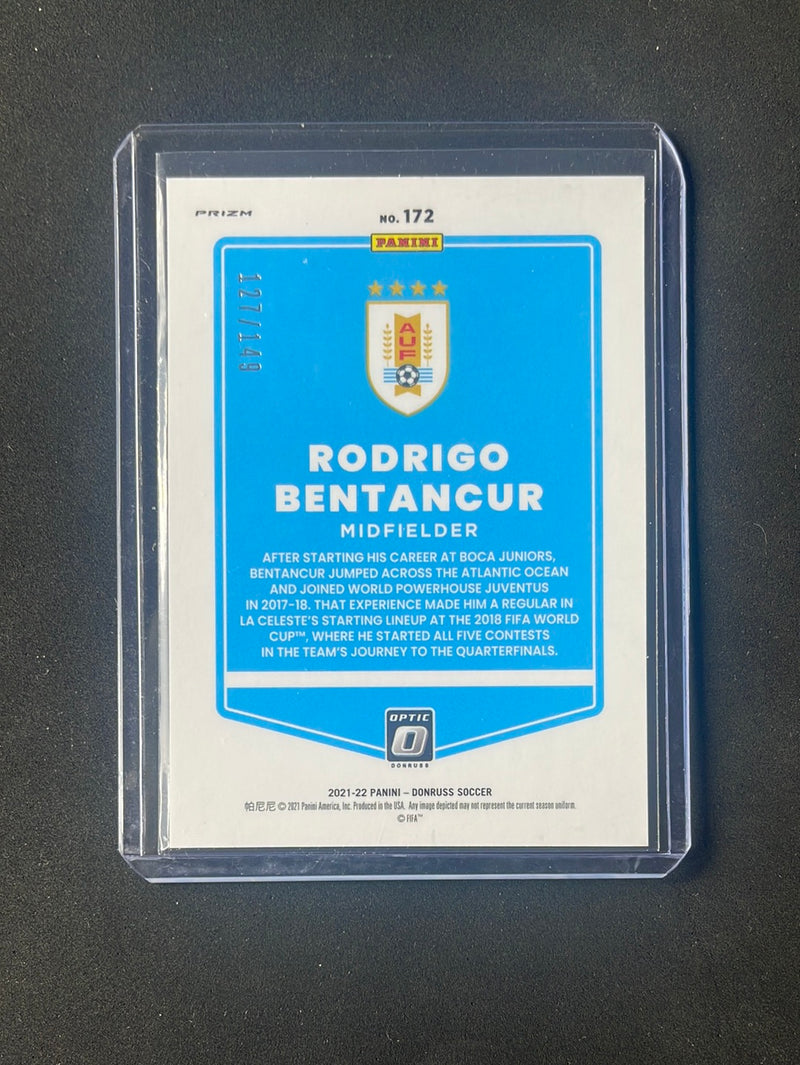 PRIZM
NO. 172
PANINI
127/149
AUF
RODRIGO
BENTANCUR
MIDFIELDER
AFTER STARTING HIS CAREER AT BOCA JUNIORS,
BENTANCUR JUMPED ACROSS THE ATLANTIC OCEAN
AND JOINED WORLD POWERHOUSE JUVENTUS
IN 2017-18. THAT EXPERIENCE MADE HIM A REGULAR IN
LA CELESTE'S STARTING LINEUP AT THE 2018 FIFA WORLD
CUP™, WHERE HE STARTED ALL FIVE CONTESTS
IN THE TEAM'S JOURNEY TO THE QUARTERFINALS.
OPTIC
DONRUSS
2021-22 PANINI – DONRUSS SOCCER
帕尼尼 © 2021 Panini America, Inc. Produced in the USA. Any image depicted may not represent the current season uniform.
© FIFA™